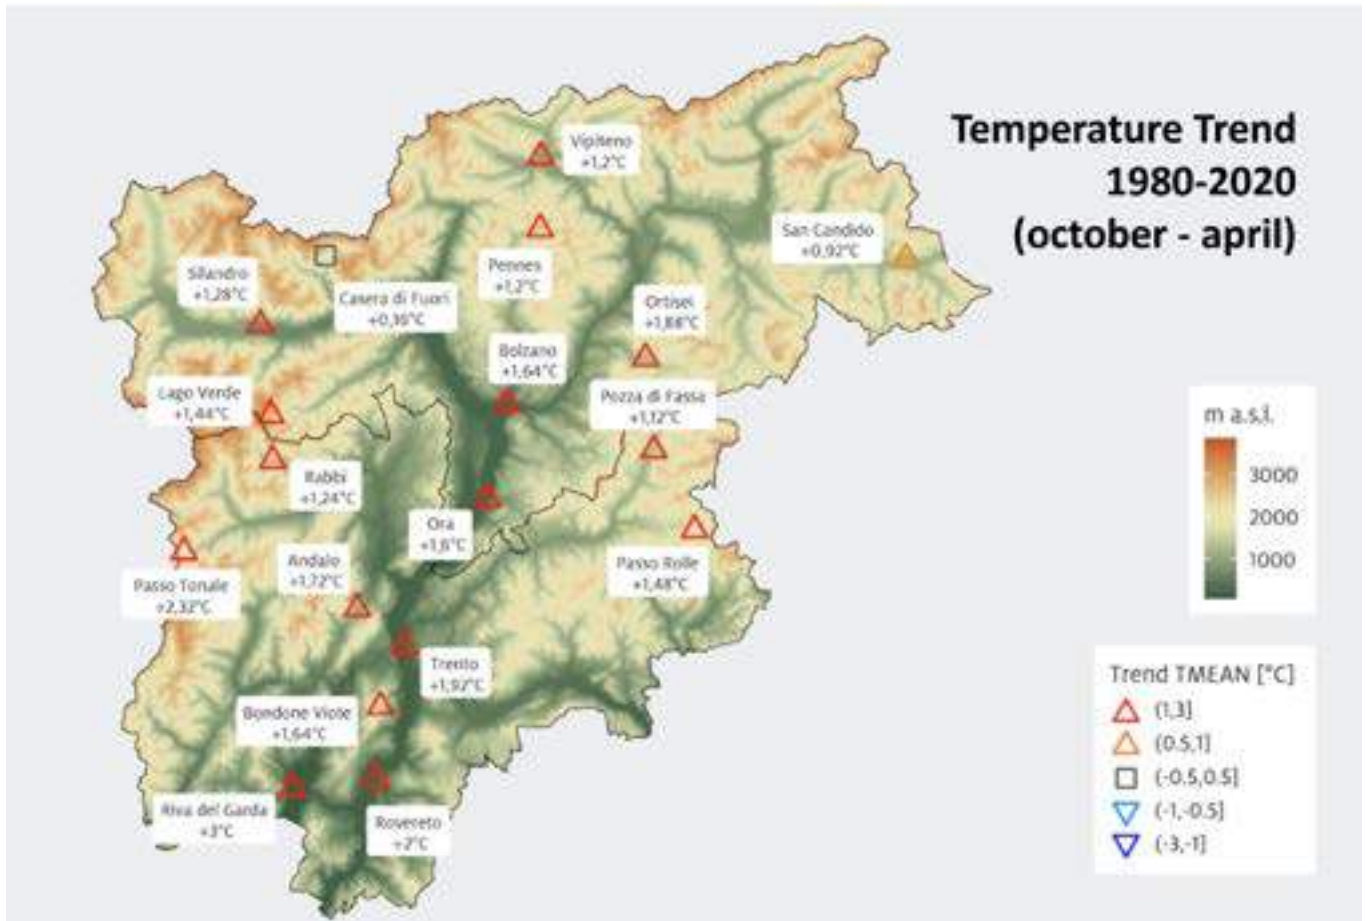 Temperature Trend
1980-2020
(october - april)
Vipiteno
+1,2°C
San Candido
+0,92°C
Pennes
+1,2°C
Silandro
+1,28°C
Casera di Fuori
+0,16°C
Ortisei
+1,88°C
Bolzano
+1,64°C
Lago Verde
+1,44°C
Pozza di Fassa
+1,12°C
Rabbi
+1,24°C
Ora
+1,6°C
Andalo
+1,72°C
Passo Rolle
+1,48°C
Passo Tonale
+2,32°C
Trento
+1,92°C
Bondone Viote
+1,64°C
Riva del Garda
+3°C
Rovereto
+2°C
m a.s.l.
3000
2000
1000
Trend TMEAN [°C]
(1,3]
(0.5,1]
(-0.5,0.5]
(-1,-0.5]
(-3,-1]